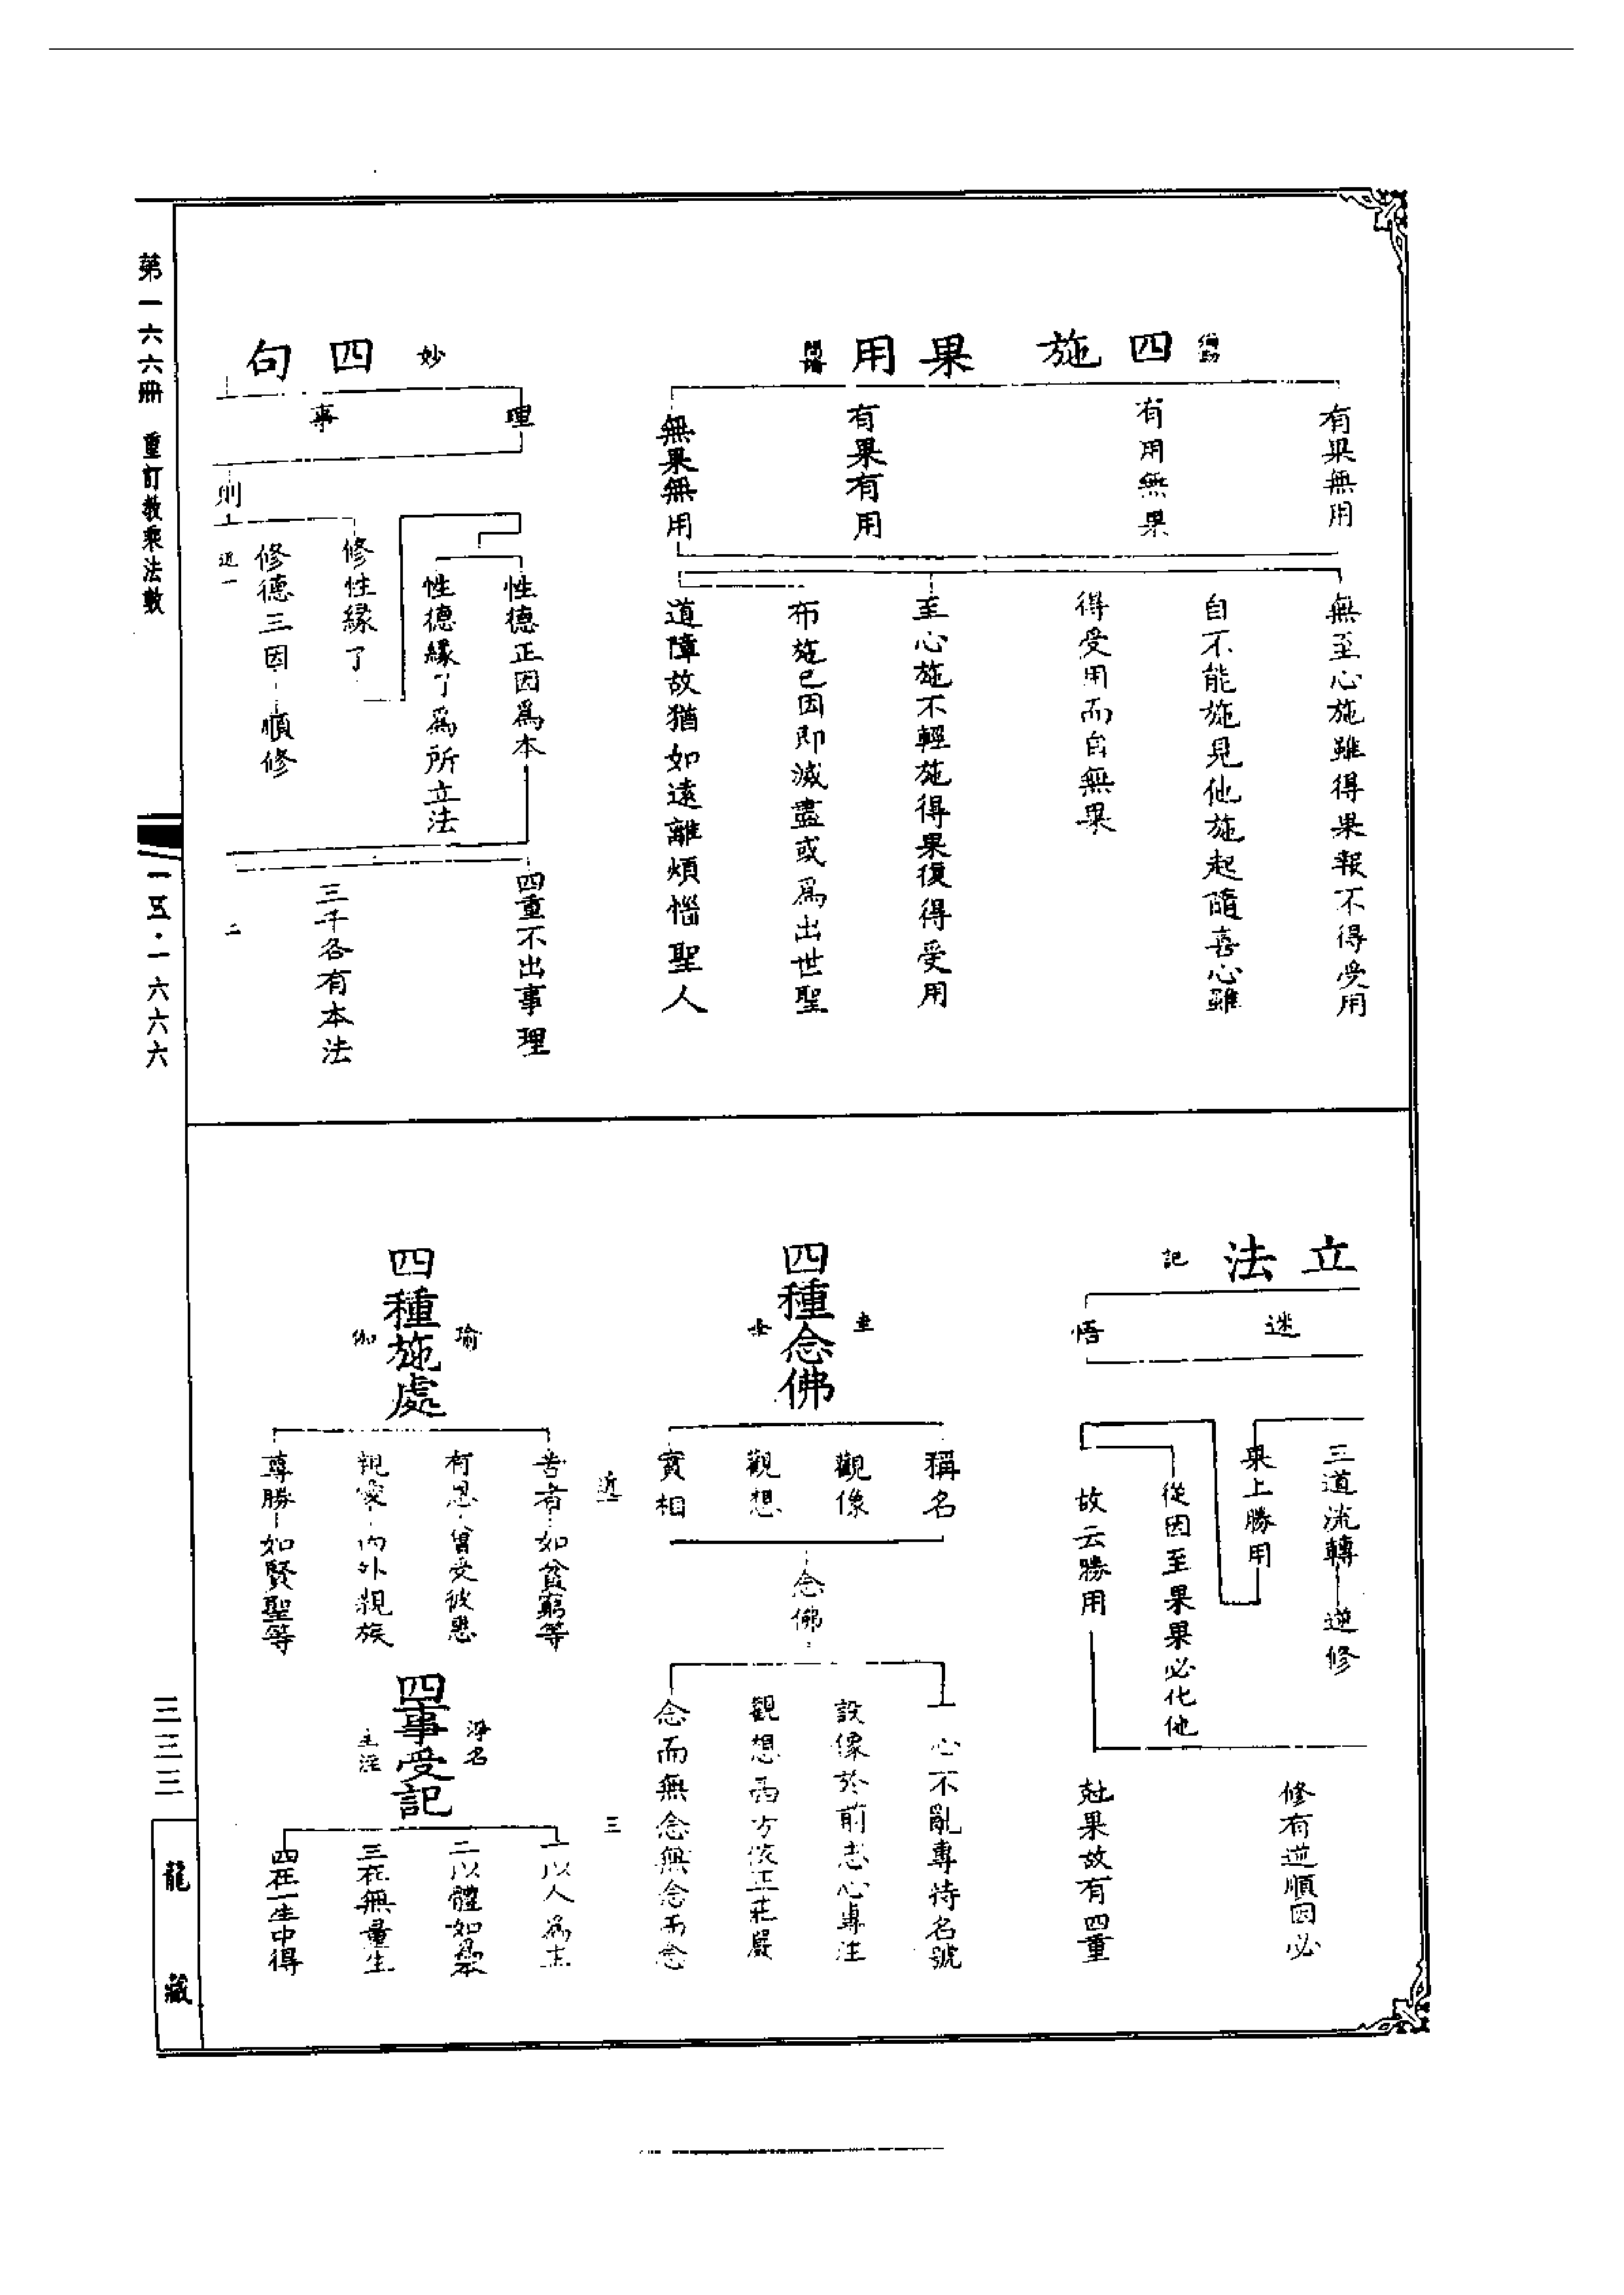 四施果用
有果無用
有用無果
有果有用
無果無用
無至心施雖得果報不得受用
自不能施見他施起隨喜心雖
得受用而自無果
至心施不輕施得果復得受用
布施已因即滅盡或為出世聖
道障故猶如遠離煩惱聖人
妙
四句
理
事
則
性德正因為本
性德緣了為所立法
修性緣了
修德三因 順修
近一
四重不出事理
三千各有本法
二
立法
記
迷
悟
三道流轉 逆修
果上勝用
從因至果果必化他
故云勝用
修有逆順因必
尅果故有四重
四種念佛
稱名
觀像
觀想
實相
念佛
一心不亂專持名號
設像於前志心專注
觀想西方依正莊嚴
念而無念無念而念
近一
三
四種施處
瑜伽
苦者 如貧窮等
有恩 曾受彼恩
親愛 內外親族
尊勝 如賢聖等
四事受記
淨名
主註
一以人為主
二以體如為本
三在無量生
四在一生中得
第一六六冊 重訂教乘法數
一五・一六六六
三三三
龍藏